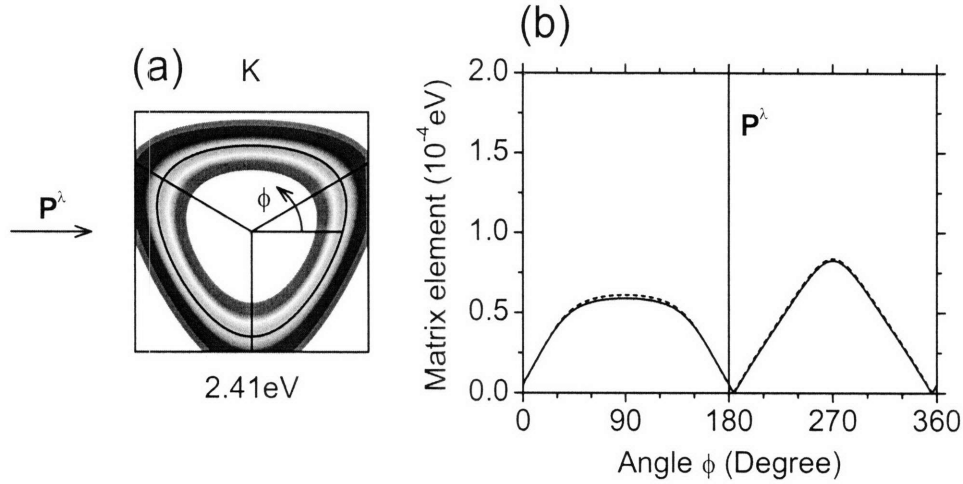 (a) K
P^λ
ϕ
2.41eV
(b)
Matrix element (10⁻⁴eV)
2.0
1.5
1.0
0.5
0.0
P^λ
0 90 180 270 360
Angle ϕ (Degree)